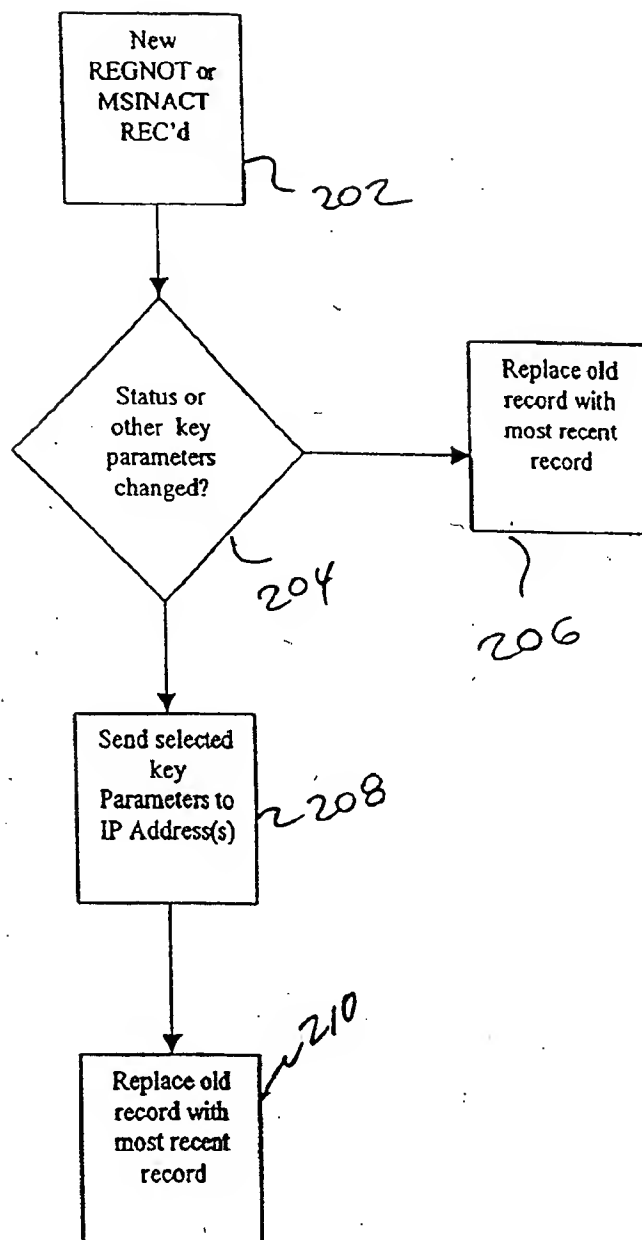 New
REGNOT or
MSINACT
REC'd
202
Status or
other key
parameters
changed?
204
Replace old
record with
most recent
record
206
Send selected
key
Parameters to
IP Address(s)
208
210
Replace old
record with
most recent
record